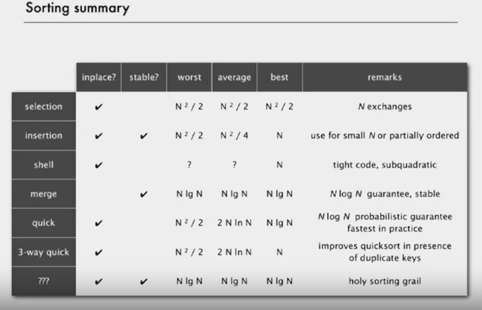 Sorting summary
inplace? stable? worst average best remarks
selection ✔ N ² / 2 N ² / 2 N ² / 2 N exchanges
insertion ✔ ✔ N ² / 2 N ² / 4 N use for small N or partially ordered
shell ✔ ? ? N tight code, subquadratic
merge ✔ N lg N N lg N N lg N N log N guarantee, stable
quick ✔ N ² / 2 2 N ln N N lg N N log N probabilistic guarantee
fastest in practice
3-way quick ✔ N ² / 2 2 N ln N N improves quicksort in presence
of duplicate keys
??? ✔ ✔ N lg N N lg N N lg N holy sorting grail